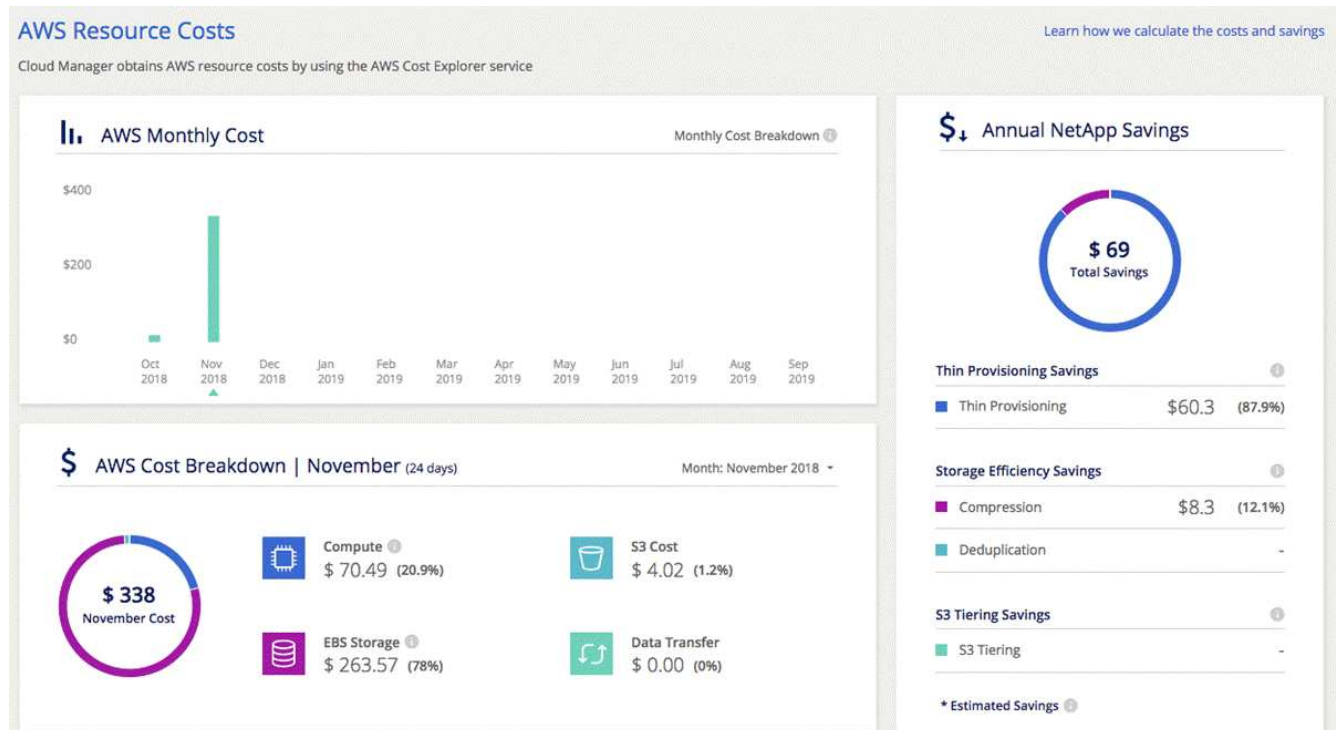 AWS Resource Costs
Learn how we calculate the costs and savings
Cloud Manager obtains AWS resource costs by using the AWS Cost Explorer service
AWS Monthly Cost
Monthly Cost Breakdown
$400
$200
$0
Oct 2018
Nov 2018
Dec 2018
Jan 2019
Feb 2019
Mar 2019
Apr 2019
May 2019
Jun 2019
Jul 2019
Aug 2019
Sep 2019
AWS Cost Breakdown | November (24 days)
Month: November 2018
$ 338
November Cost
Compute
$ 70.49 (20.9%)
S3 Cost
$ 4.02 (1.2%)
EBS Storage
$ 263.57 (78%)
Data Transfer
$ 0.00 (0%)
Annual NetApp Savings
$ 69
Total Savings
Thin Provisioning Savings
Thin Provisioning $60.3 (87.9%)
Storage Efficiency Savings
Compression $8.3 (12.1%)
Deduplication -
S3 Tiering Savings
S3 Tiering -
* Estimated Savings